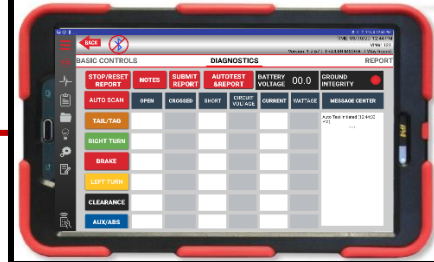 BACK
BASIC CONTROLS DIAGNOSTICS REPORT
STOP/RESET REPORT NOTES SUBMIT REPORT AUTOTEST &REPORT BATTERY VOLTAGE 00.0 GROUND INTEGRITY
AUTO SCAN OPEN CROSSED SHORT CIRCUIT VOLTAGE CURRENT WATTAGE MESSAGE CENTER
TAIL/TAG
RIGHT TURN
BRAKE
LEFT TURN
CLEARANCE
AUX/ABS